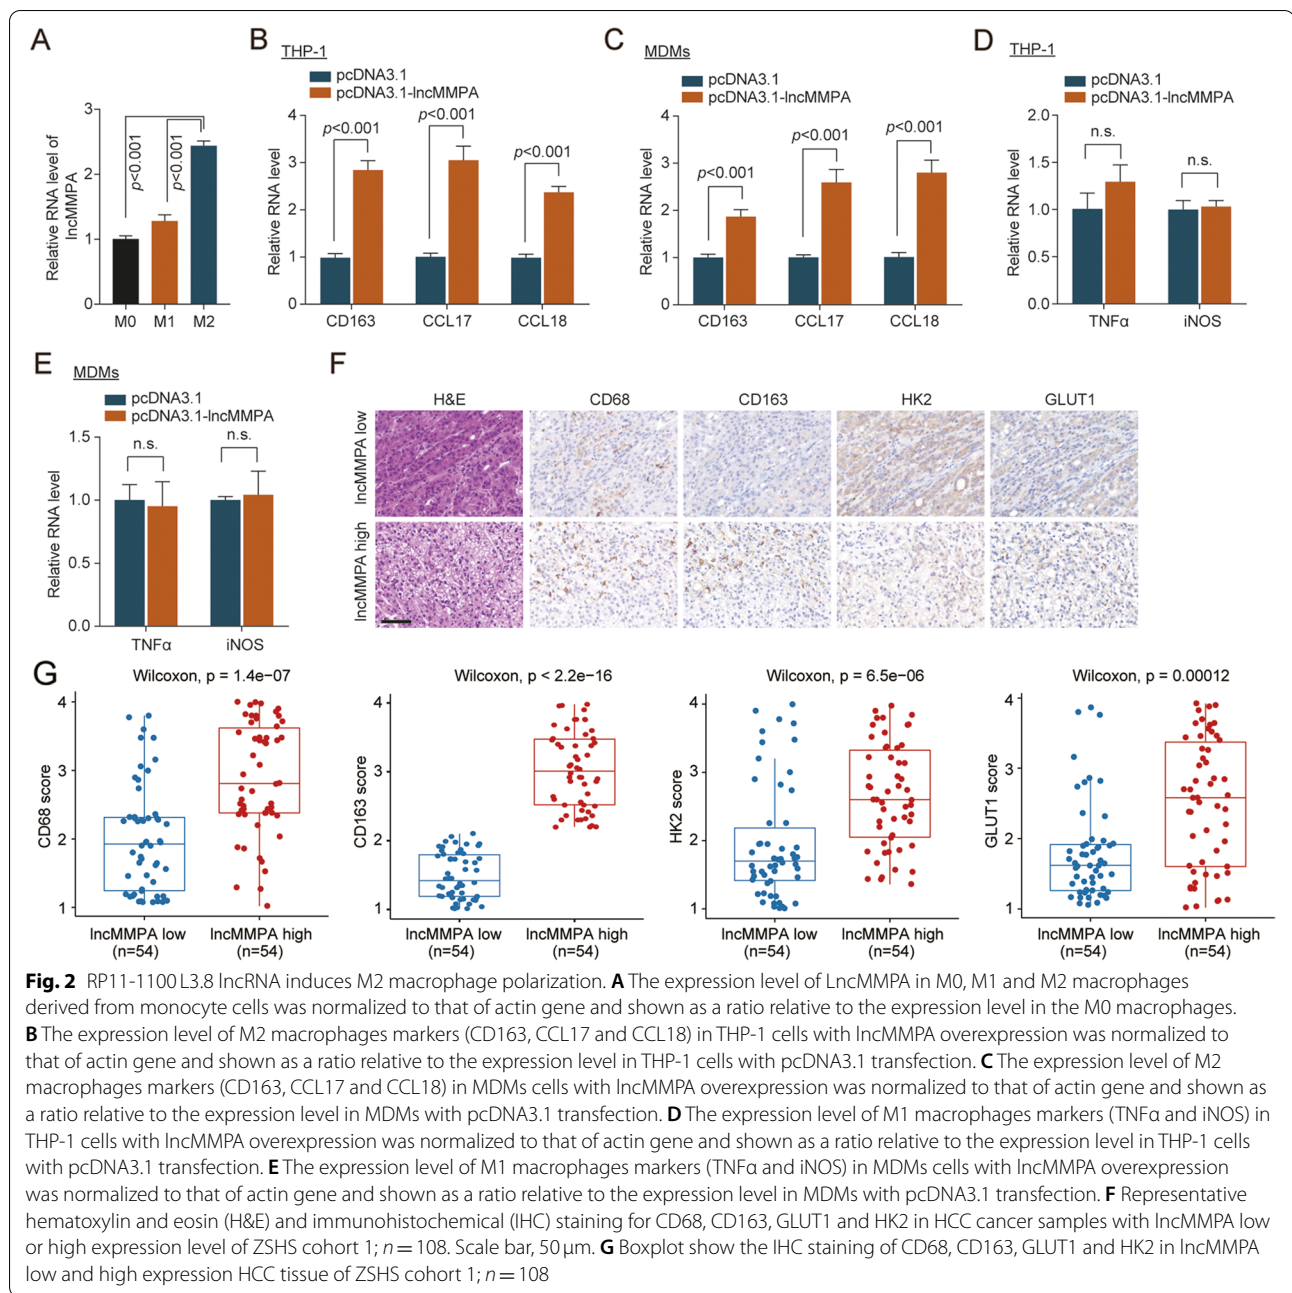 A
Relative RNA level of
lncMMPA
3
2
1
0
p<0.001
p<0.001
M0 M1 M2
B
THP-1
pcDNA3.1
pcDNA3.1-lncMMPA
Relative RNA level
4
3
2
1
0
p<0.001
p<0.001
p<0.001
CD163 CCL17 CCL18
C
MDMs
pcDNA3.1
pcDNA3.1-lncMMPA
Relative RNA level
4
3
2
1
0
p<0.001
p<0.001
p<0.001
CD163 CCL17 CCL18
D
THP-1
pcDNA3.1
pcDNA3.1-lncMMPA
Relative RNA level
2.0
1.5
1.0
0.5
0.0
n.s.
n.s.
TNFα iNOS
E
MDMs
pcDNA3.1
pcDNA3.1-lncMMPA
Relative RNA level
1.5
1.0
0.5
0.0
n.s.
n.s.
TNFα iNOS
F
H&E CD68 CD163 HK2 GLUT1
lncMMPA low
lncMMPA high
G
Wilcoxon, p = 1.4e−07
CD68 score
4
3
2
1
lncMMPA low lncMMPA high
(n=54) (n=54)
Wilcoxon, p < 2.2e−16
CD163 score
4
3
2
1
lncMMPA low lncMMPA high
(n=54) (n=54)
Wilcoxon, p = 6.5e−06
HK2 score
4
3
2
1
lncMMPA low lncMMPA high
(n=54) (n=54)
Wilcoxon, p = 0.00012
GLUT1 score
4
3
2
1
lncMMPA low lncMMPA high
(n=54) (n=54)
Fig. 2 RP11-1100L3.8 lncRNA induces M2 macrophage polarization. A The expression level of LncMMPA in M0, M1 and M2 macrophages
derived from monocyte cells was normalized to that of actin gene and shown as a ratio relative to the expression level in the M0 macrophages.
B The expression level of M2 macrophages markers (CD163, CCL17 and CCL18) in THP-1 cells with lncMMPA overexpression was normalized to
that of actin gene and shown as a ratio relative to the expression level in THP-1 cells with pcDNA3.1 transfection. C The expression level of M2
macrophages markers (CD163, CCL17 and CCL18) in MDMs cells with lncMMPA overexpression was normalized to that of actin gene and shown as
a ratio relative to the expression level in MDMs with pcDNA3.1 transfection. D The expression level of M1 macrophages markers (TNFα and iNOS) in
THP-1 cells with lncMMPA overexpression was normalized to that of actin gene and shown as a ratio relative to the expression level in THP-1 cells
with pcDNA3.1 transfection. E The expression level of M1 macrophages markers (TNFα and iNOS) in MDMs cells with lncMMPA overexpression
was normalized to that of actin gene and shown as a ratio relative to the expression level in MDMs with pcDNA3.1 transfection. F Representative
hematoxylin and eosin (H&E) and immunohistochemical (IHC) staining for CD68, CD163, GLUT1 and HK2 in HCC cancer samples with lncMMPA low
or high expression level of ZSHS cohort 1; n = 108. Scale bar, 50 μm. G Boxplot show the IHC staining of CD68, CD163, GLUT1 and HK2 in lncMMPA
low and high expression HCC tissue of ZSHS cohort 1; n = 108